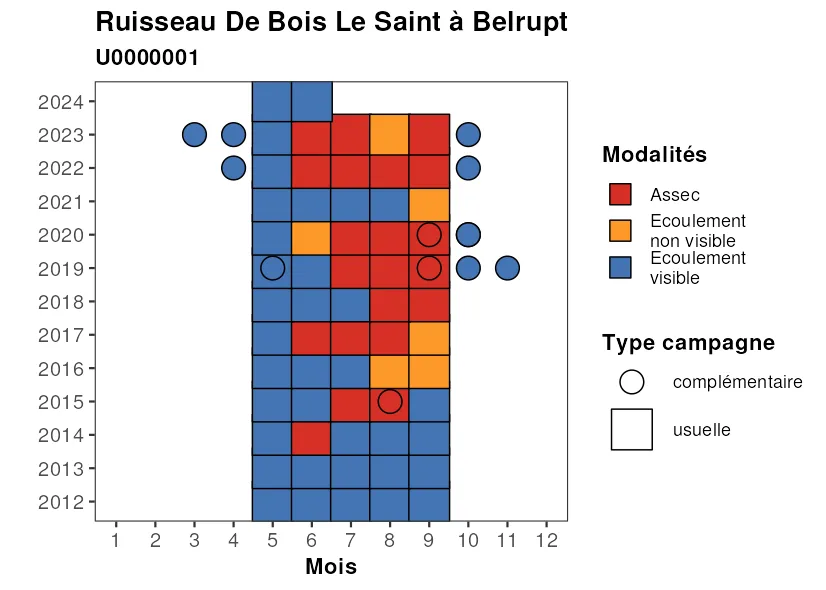 Ruisseau De Bois Le Saint à Belrupt
U0000001
2024
2023
2022
2021
2020
2019
2018
2017
2016
2015
2014
2013
2012
1 2 3 4 5 6 7 8 9 10 11 12
Mois
Modalités
Assec
Ecoulement
non visible
Ecoulement
visible
Type campagne
complémentaire
usuelle